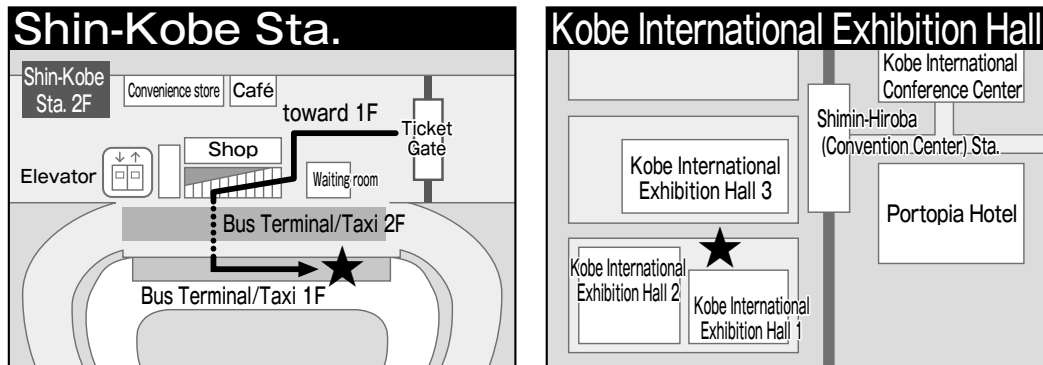 Shin-Kobe Sta.
Shin-Kobe
Sta. 2F
Convenience store
Café
toward 1F
Ticket
Gate
Shop
Elevator
Waiting room
Bus Terminal/Taxi 2F
Bus Terminal/Taxi 1F
Kobe International Exhibition Hall
Kobe International
Conference Center
Shimin-Hiroba
(Convention Center) Sta.
Kobe International
Exhibition Hall 3
Portopia Hotel
Kobe International
Exhibition Hall 2
Kobe International
Exhibition Hall 1